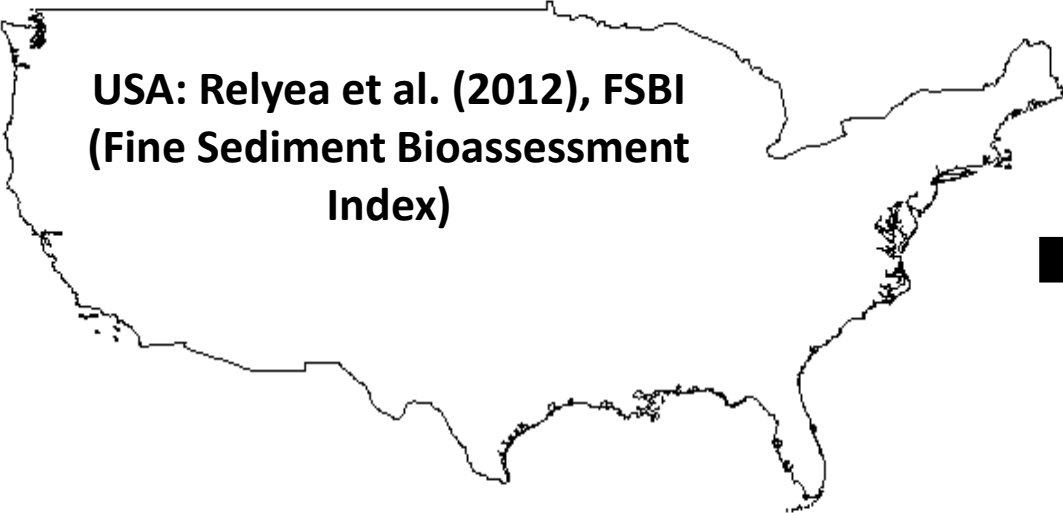 USA: Relyea et al. (2012), FSBI
(Fine Sediment Bioassessment
Index)